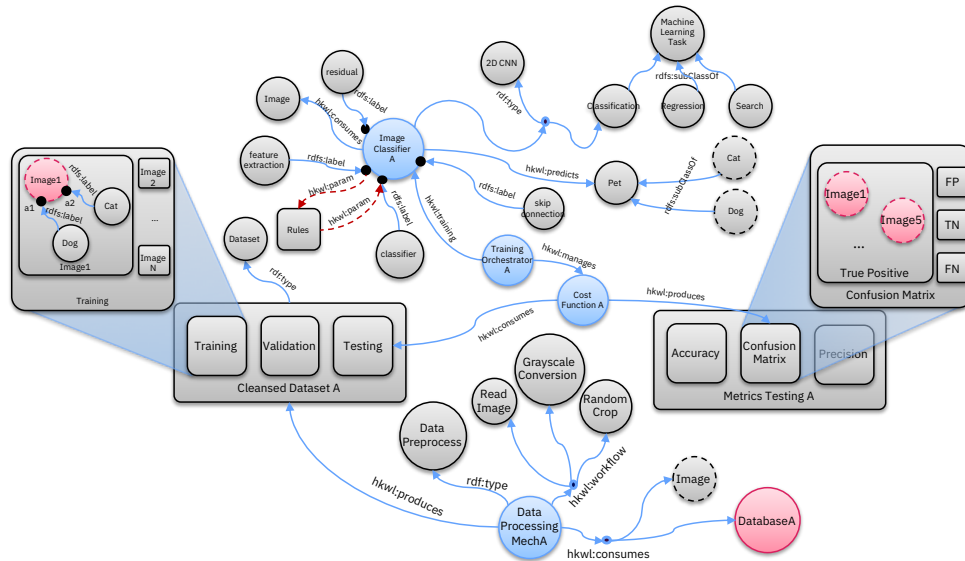 Machine
Learning
Task
rdfs:subClassOf
2D CNN
rdf:type
Classification
Regression
Search
residual
rdfs:label
Image
hkwl:consumes
Image
Classifier
A
feature
extraction
rdfs:label
hkwl:param
hkwl:param
Rules
rdfs:label
classifier
hkwl:training
rdfs:label
skip
connection
hkwl:predicts
Pet
Cat
rdfs:subClassOf
Dog
Dataset
rdf:type
Training
Orchestrator
A
hkwl:manages
Cost
Function A
hkwl:produces
hkwl:consumes
Image1
rdfs:label
a1
a2
rdfs:label
Cat
Dog
Image1
Image
2
...
Image
N
Training
Image1
Image5
...
True Positive
FP
TN
FN
Confusion Matrix
Training
Validation
Testing
Cleansed Dataset A
Accuracy
Confusion
Matrix
Precision
Metrics Testing A
Grayscale
Conversion
Read
Image
Random
Crop
Data
Preprocess
rdf:type
hkwl:workflow
hkwl:produces
Data
Processing
MechA
hkwl:consumes
Image
DatabaseA